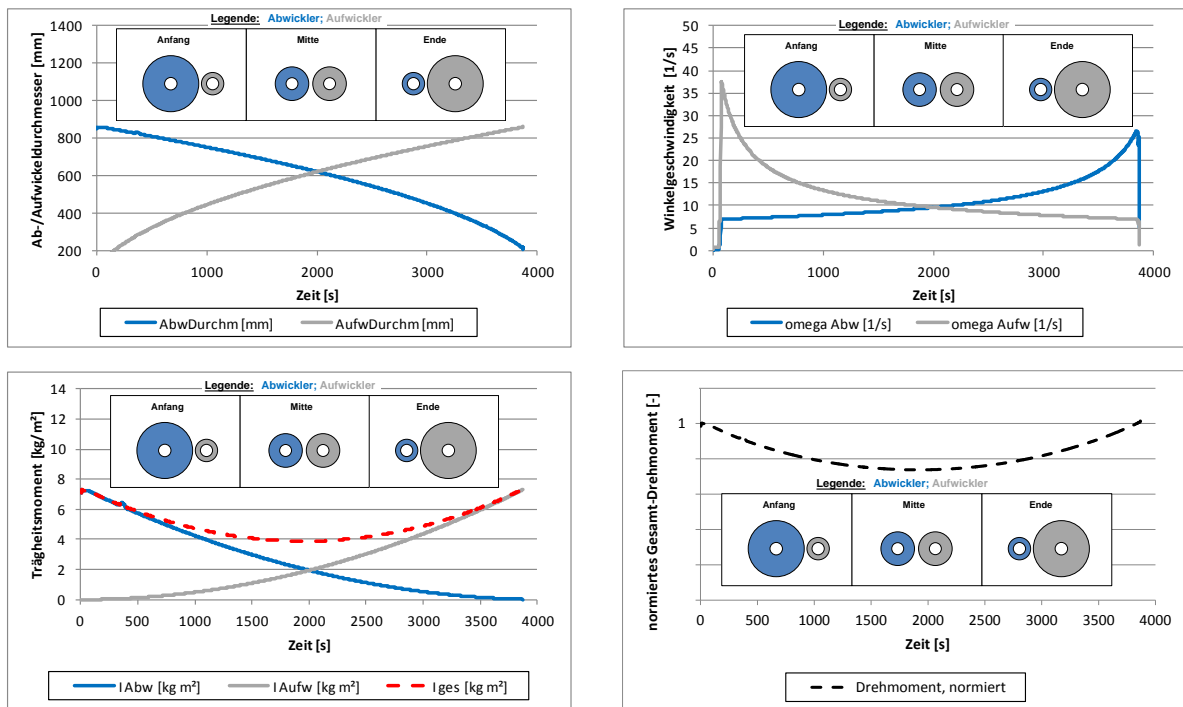 Legende: Abwickler; Aufwickler
Ab-/Aufwickeldurchmesser [mm]
1400
1200
1000
800
600
400
200
Anfang
Mitte
Ende
0
1000
2000
3000
4000
Zeit [s]
AbwDurchm [mm]
AufwDurchm [mm]
Legende: Abwickler; Aufwickler
Winkelgeschwindigkeit [1/s]
50
45
40
35
30
25
20
15
10
5
0
Anfang
Mitte
Ende
0
1000
2000
3000
4000
Zeit [s]
omega Abw [1/s]
omega Aufw [1/s]
Legende: Abwickler; Aufwickler
Trägheitsmoment [kg/m²]
14
12
10
8
6
4
2
0
Anfang
Mitte
Ende
0
500
1000
1500
2000
2500
3000
3500
4000
Zeit [s]
I Abw [kg m²]
I Aufw [kg m²]
I ges [kg m²]
normiertes Gesamt-Drehmoment [-]
1
Legende: Abwickler; Aufwickler
Anfang
Mitte
Ende
0
500
1000
1500
2000
2500
3000
3500
4000
Zeit [s]
Drehmoment, normiert